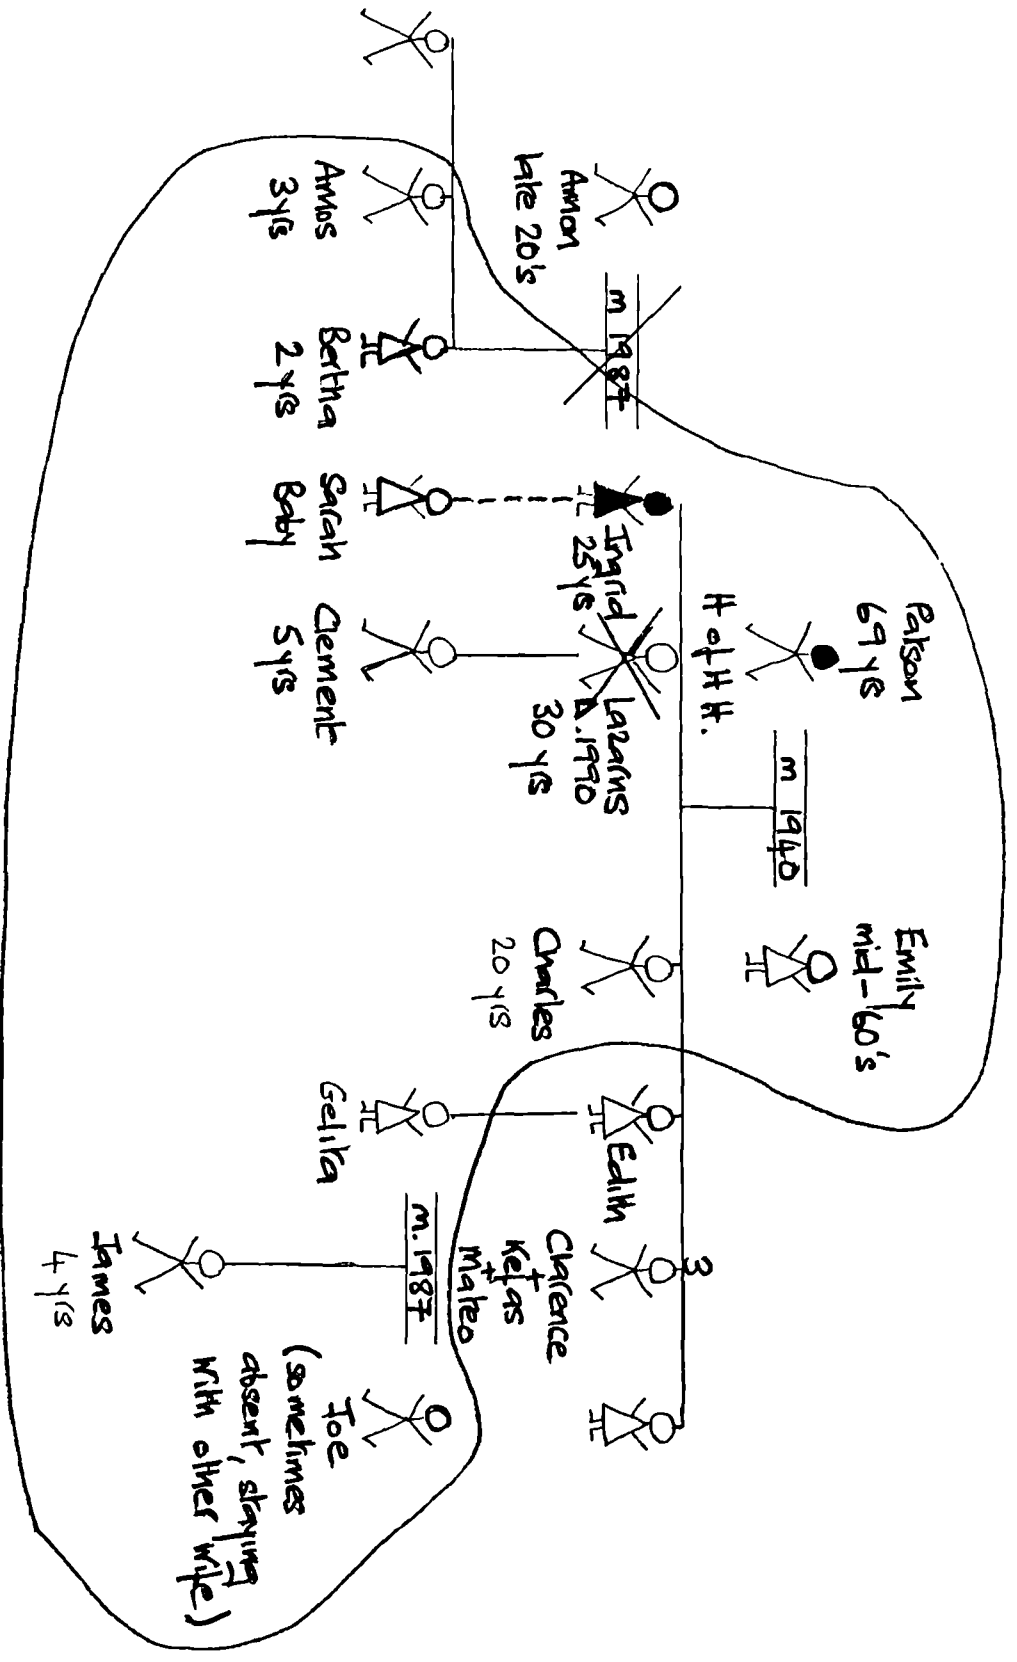 Patson
69 yrs
H of H H.
m 1940
Emily
mid-60's
Amon
late 20's
m 1987
Ingrid
25 yrs
Lazarus
d.1990
30 yrs
Charles
20 yrs
Edith
3
Clarence
+
Kefas
+
Mateo
Amos
3 yrs
Bertha
2 yrs
Sarah
Baby
Clement
5 yrs
Gelita
m.1987
Joe
(sometimes
absent, staying
with other wife)
James
4 yrs